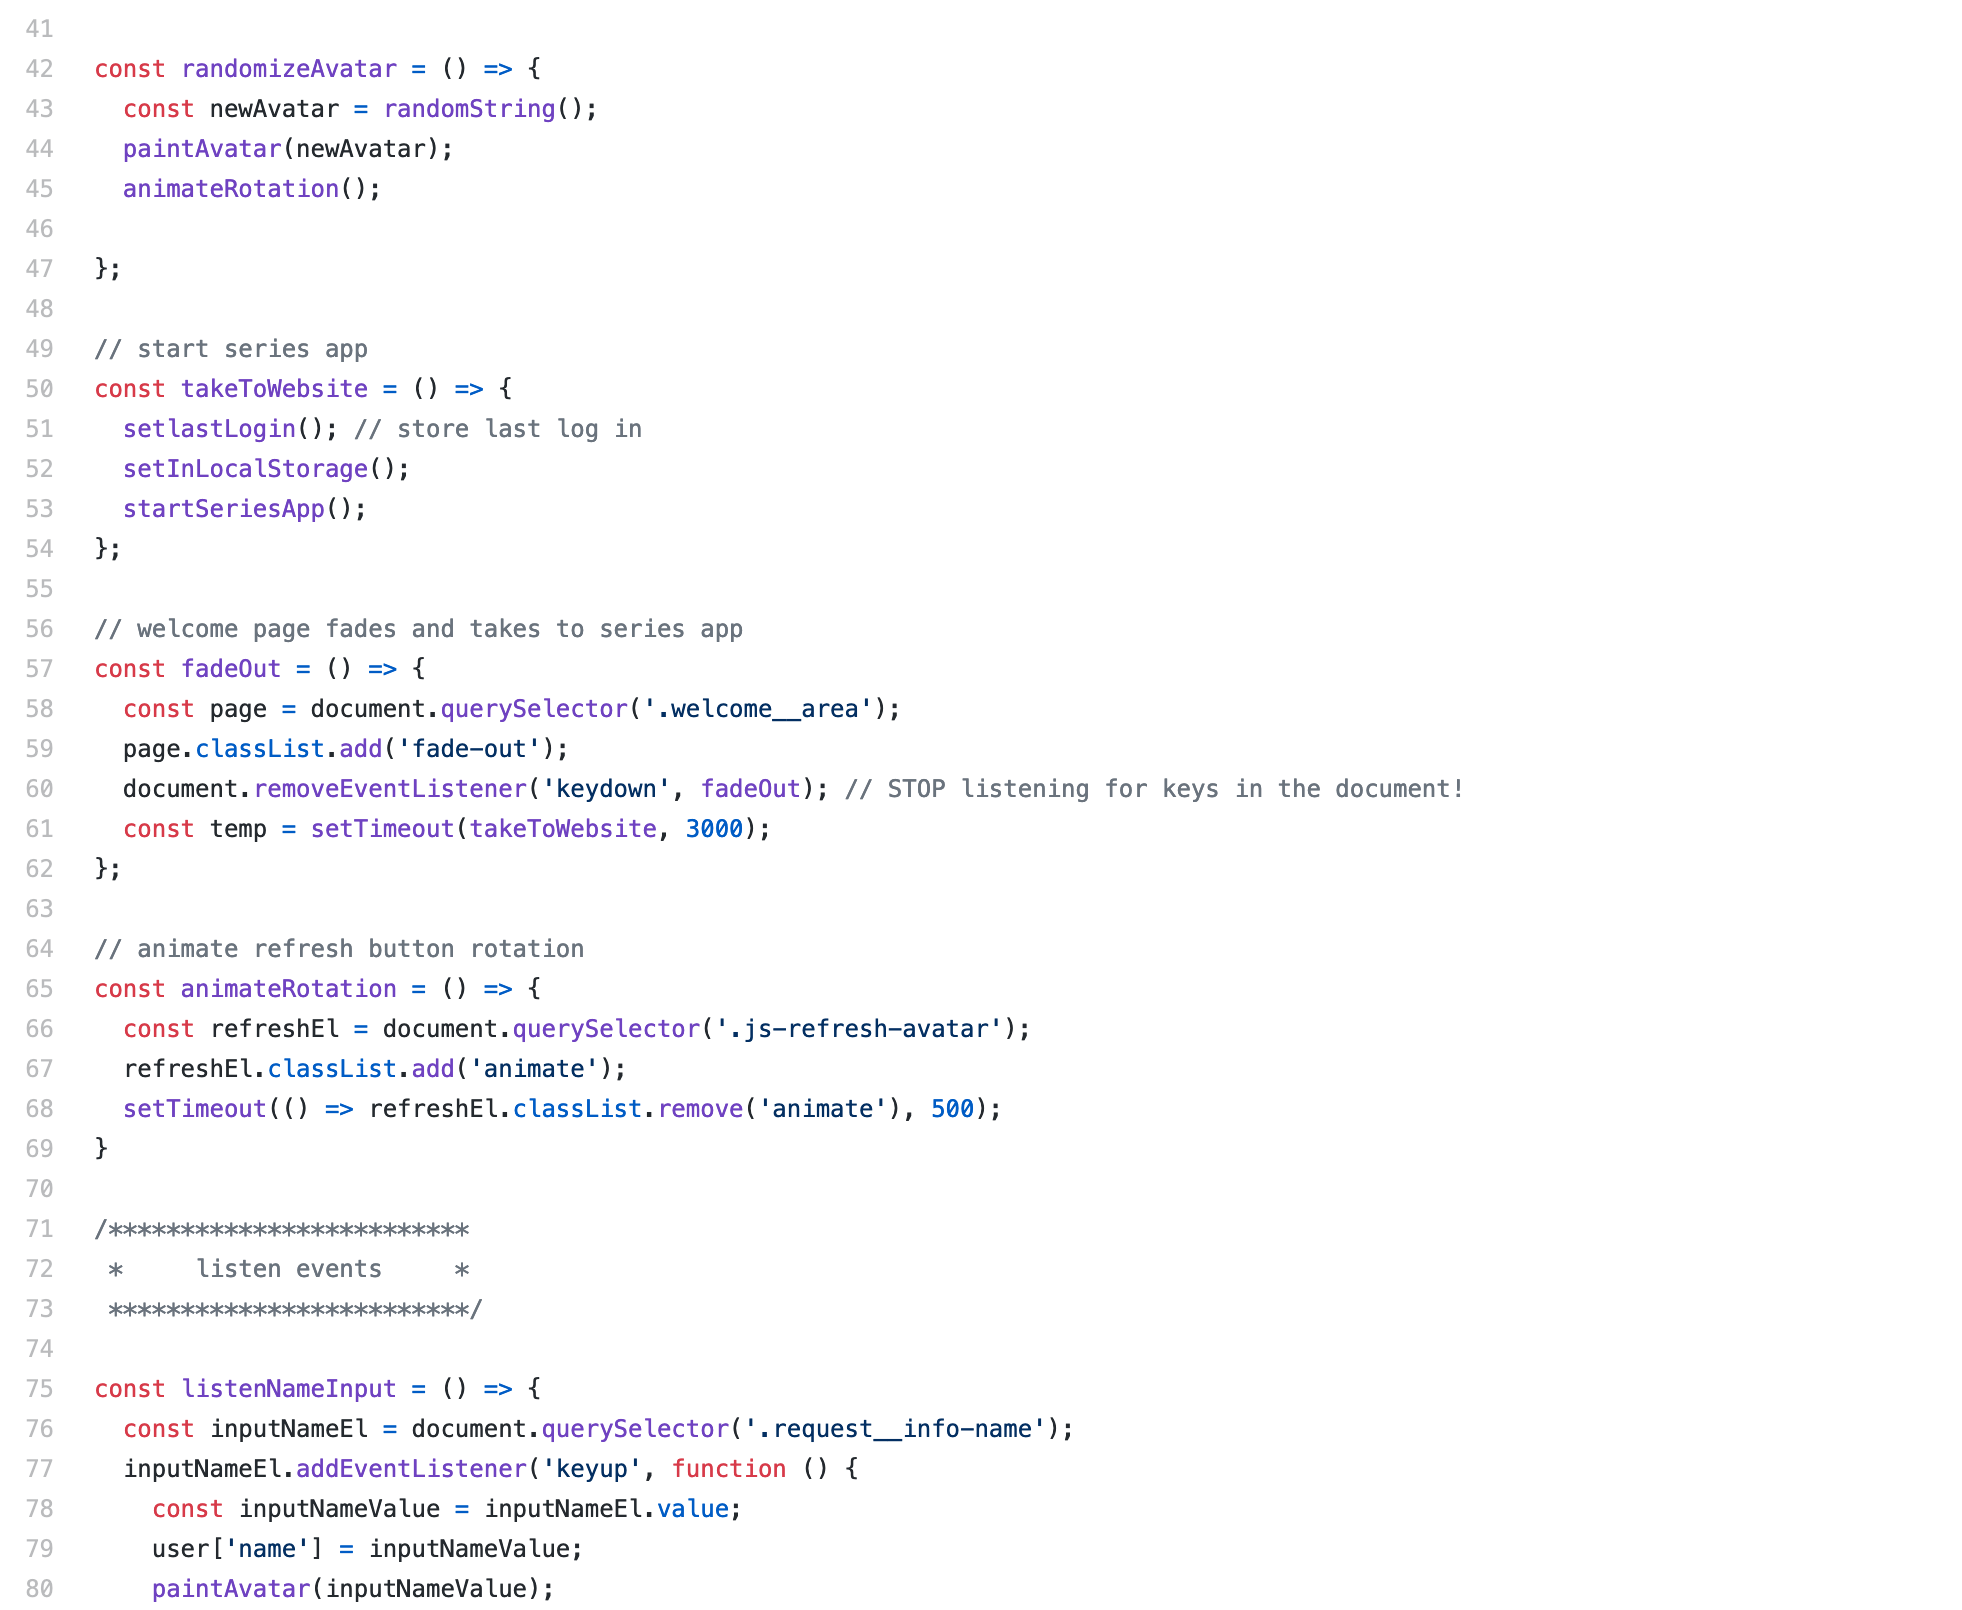 41
42 const randomizeAvatar = () => {
43   const newAvatar = randomString();
44   paintAvatar(newAvatar);
45   animateRotation();
46
47 };
48
49 // start series app
50 const takeToWebsite = () => {
51   setlastLogin(); // store last log in
52   setInLocalStorage();
53   startSeriesApp();
54 };
55
56 // welcome page fades and takes to series app
57 const fadeOut = () => {
58   const page = document.querySelector('.welcome__area');
59   page.classList.add('fade-out');
60   document.removeEventListener('keydown', fadeOut); // STOP listening for keys in the document!
61   const temp = setTimeout(takeToWebsite, 3000);
62 };
63
64 // animate refresh button rotation
65 const animateRotation = () => {
66   const refreshEl = document.querySelector('.js-refresh-avatar');
67   refreshEl.classList.add('animate');
68   setTimeout(() => refreshEl.classList.remove('animate'), 500);
69 }
70
71 /*************************
72  *     listen events     *
73  *************************/
74
75 const listenNameInput = () => {
76   const inputNameEl = document.querySelector('.request__info-name');
77   inputNameEl.addEventListener('keyup', function () {
78     const inputNameValue = inputNameEl.value;
79     user['name'] = inputNameValue;
80     paintAvatar(inputNameValue);